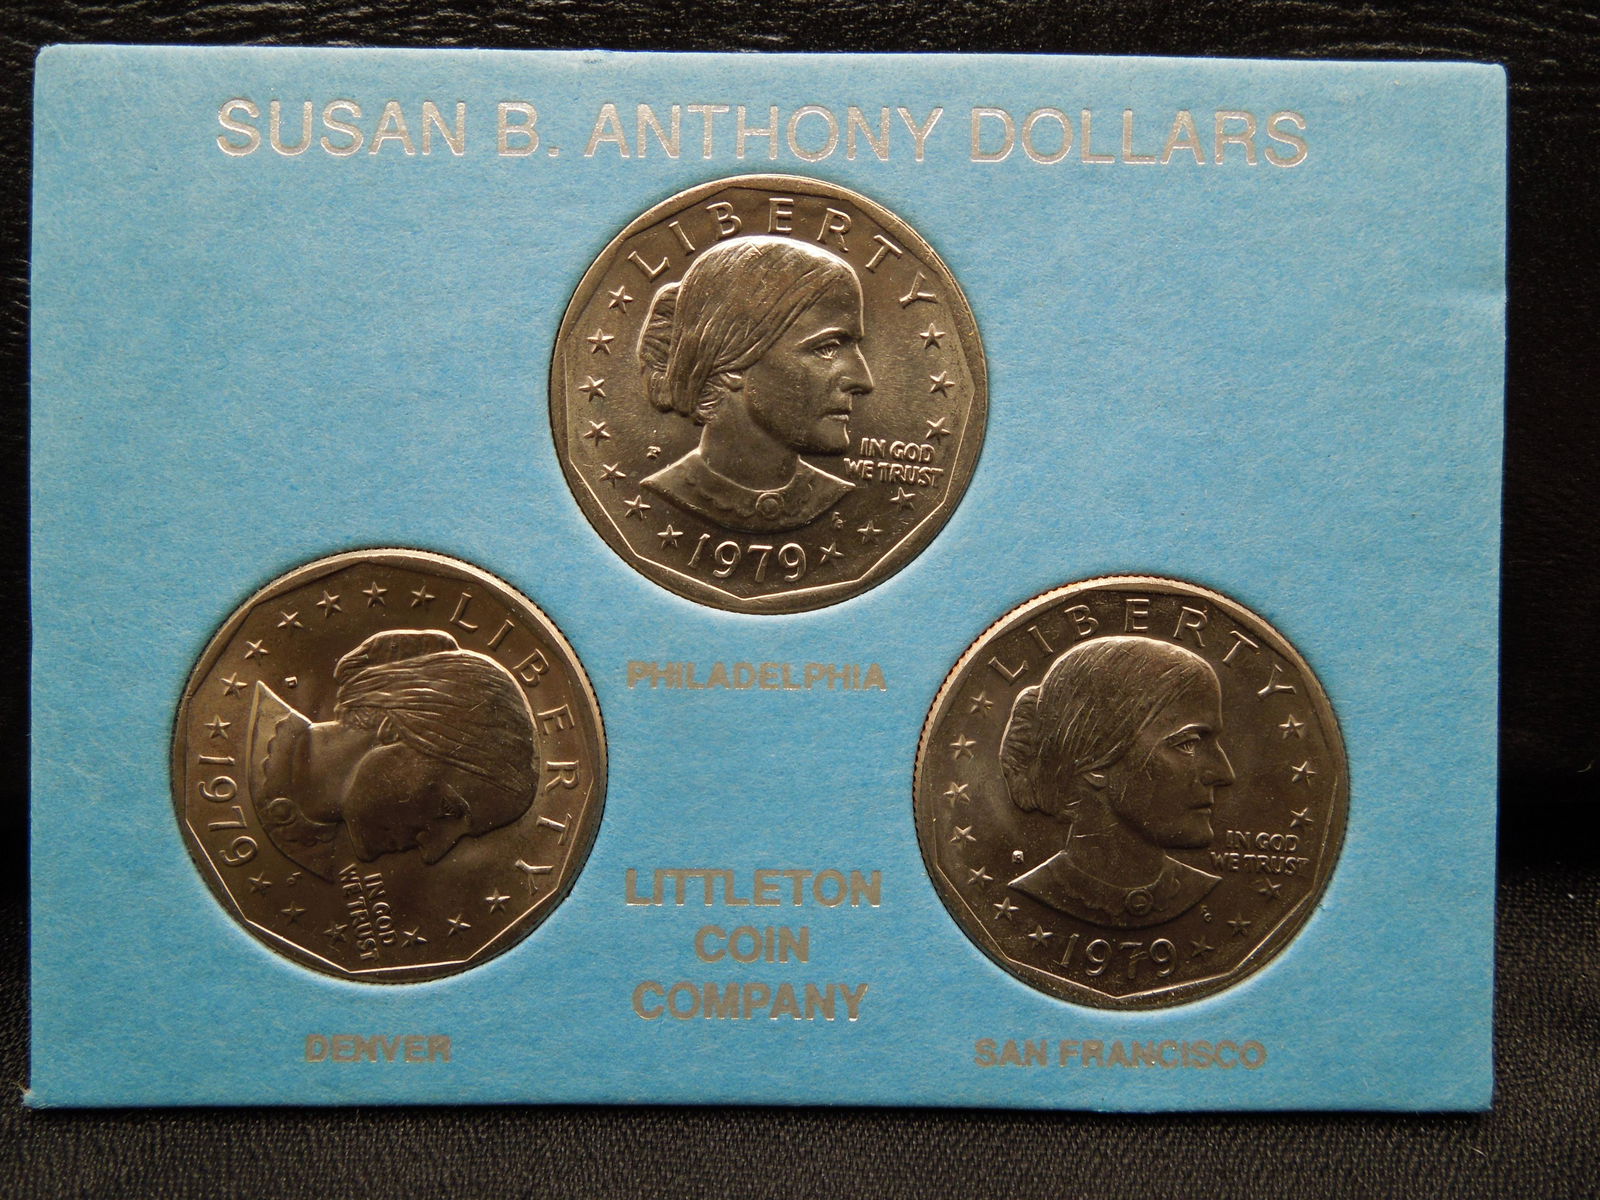 SUSAN B. ANTHONY DOLLARS
LIBERTY
P
IN GOD
WE TRUST
1979
PHILADELPHIA
LIBERTY
IN GOD
WE TRUST
1979
DENVER
LITTLETON
COIN
COMPANY
LIBERTY
IN GOD
WE TRUST
1979
SAN FRANCISCO